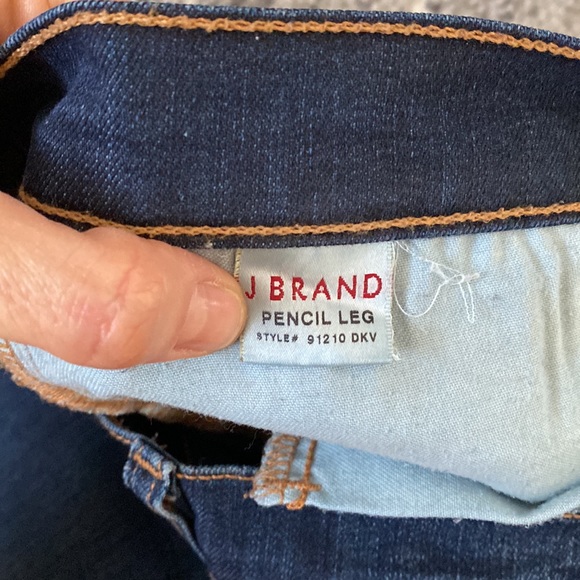 J BRAND
PENCIL LEG
STYLE# 91210 DKV